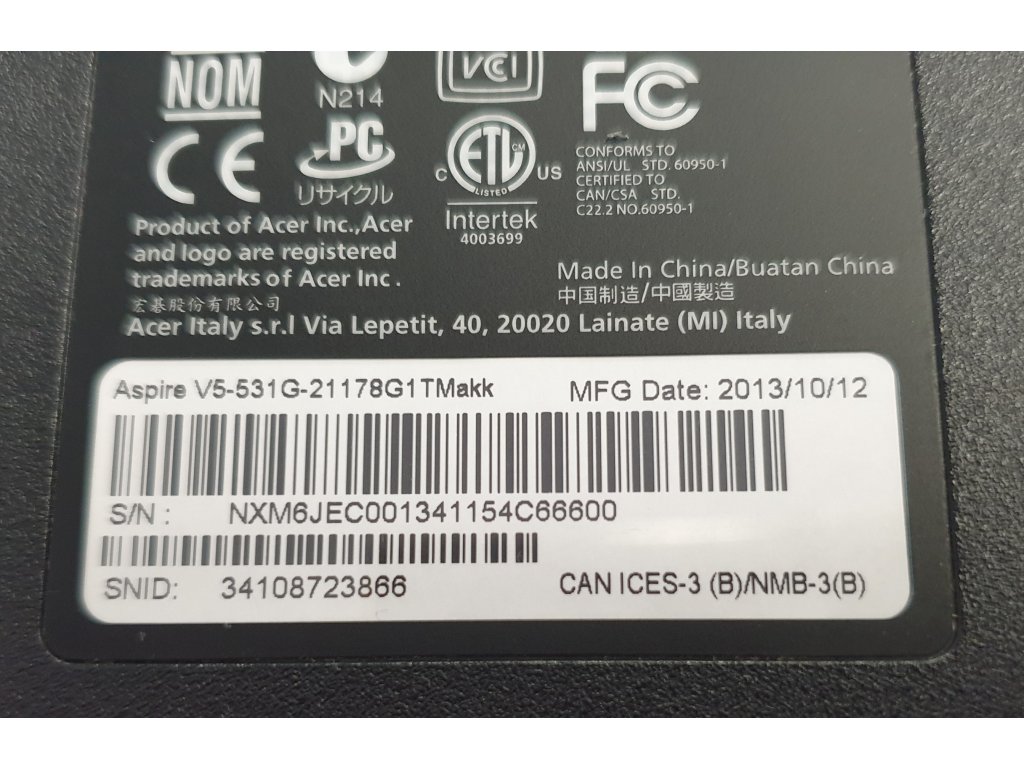 NOM
N214
VCCI
FC
CE
PC
リサイクル
C ETL CM US
LISTED
Intertek
4003699
CONFORMS TO
ANSI/UL STD. 60950-1
CERTIFIED TO
CAN/CSA STD.
C22.2 NO.60950-1
Product of Acer Inc.,Acer
and logo are registered
trademarks of Acer Inc.
宏碁股份有限公司
Made In China/Buatan China
中国制造/中國製造
Acer Italy s.r.l Via Lepetit, 40, 20020 Lainate (MI) Italy
Aspire V5-531G-21178G1TMakk MFG Date: 2013/10/12
S/N : NXM6JEC001341154C66600
SNID: 34108723866 CAN ICES-3 (B)/NMB-3(B)